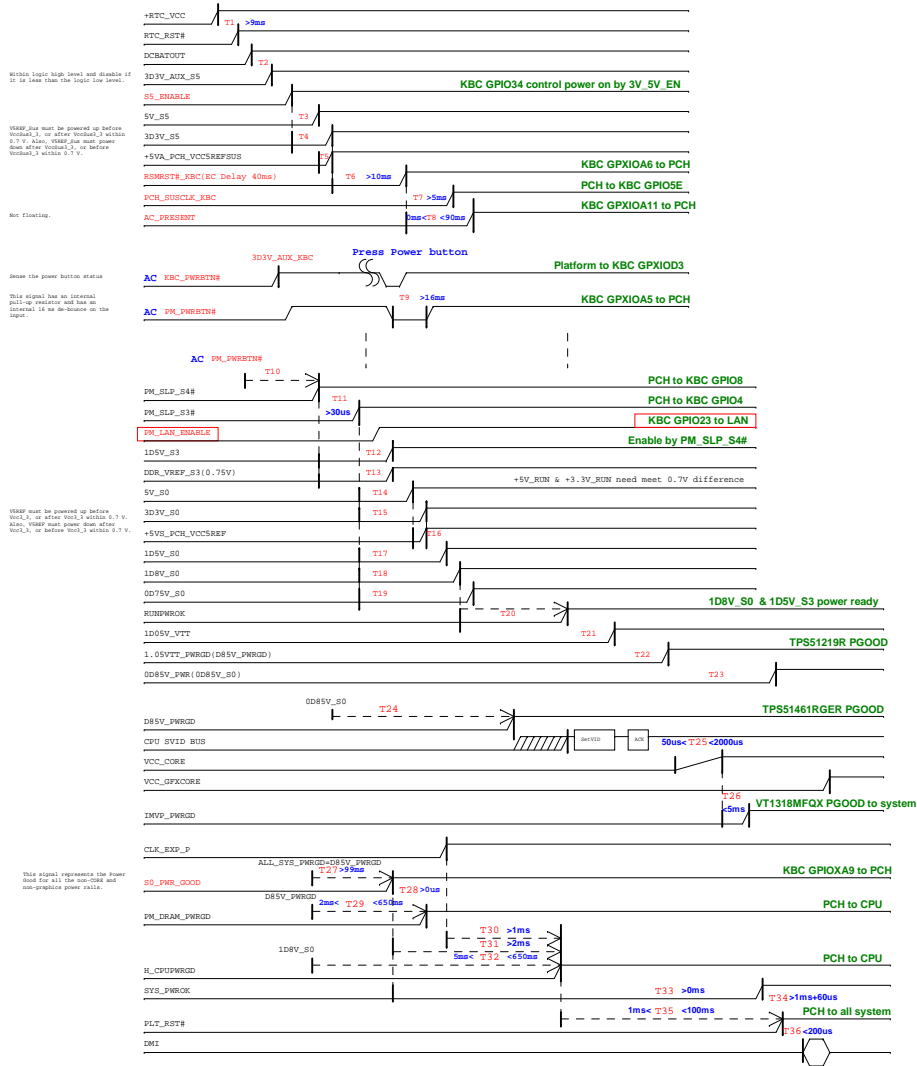 +RTC_VCC
T1 >9ms
RTC_RST#
DCBATOUT
T2
Within logic high level and disable if
it is less than the logic low level.
3D3V_AUX_S5
S5_ENABLE
KBC GPIO34 control power on by 3V_5V_EN
5V_S5
T3
V5REF_Sus must be powered up before
VccSus3_3, or after VccSus3_3 within
0.7 V. Also, V5REF_Sus must power
down after VccSus3_3, or before
VccSus3_3 within 0.7 V.
3D3V_S5
T4
+5VA_PCH_VCC5REFSUS
T5
KBC GPXIOA6 to PCH
RSMRST#_KBC(EC Delay 40ms)
T6 >10ms
PCH to KBC GPIO5E
PCH_SUSCLK_KBC
T7 >5ms
KBC GPXIOA11 to PCH
Not floating.
AC_PRESENT
0ms< T8 <90ms
Press Power button
3D3V_AUX_KBC
Platform to KBC GPXIOD3
Sense the power button status
AC KBC_PWRBTN#
This signal has an internal
pull-up resistor and has an
internal 16 ms de-bounce on the
input.
T9 >16ms
KBC GPXIOA5 to PCH
AC PM_PWRBTN#
AC PM_PWRBTN#
T10
PCH to KBC GPIO8
PM_SLP_S4#
T11
PCH to KBC GPIO4
PM_SLP_S3#
>30us
KBC GPIO23 to LAN
PM_LAN_ENABLE
Enable by PM_SLP_S4#
1D5V_S3
T12
DDR_VREF_S3(0.75V)
T13
+5V_RUN & +3.3V_RUN need meet 0.7V difference
5V_S0
T14
V5REF must be powered up before
Vcc3_3, or after Vcc3_3 within 0.7 V.
Also, V5REF must power down after
Vcc3_3, or before Vcc3_3 within 0.7 V.
3D3V_S0
T15
+5VS_PCH_VCC5REF
T16
1D5V_S0
T17
1D8V_S0
T18
0D75V_S0
T19
1D8V_S0 & 1D5V_S3 power ready
RUNPWROK
T20
1D05V_VTT
T21
TPS51219R PGOOD
1.05VTT_PWRGD(D85V_PWRGD)
T22
0D85V_PWR(0D85V_S0)
T23
0D85V_S0
T24
TPS51461RGER PGOOD
D85V_PWRGD
CPU SVID BUS
SetVID
ACK
50us< T25 <2000us
VCC_CORE
VCC_GFXCORE
T26
<5ms
VT1318MFQX PGOOD to system
IMVP_PWRGD
CLK_EXP_P
ALL_SYS_PWRGD=D85V_PWRGD
This signal represents the Power
Good for all the non-CORE and
non-graphics power rails.
T27 >99ms
KBC GPIOXA9 to PCH
S0_PWR_GOOD
T28 >0us
D85V_PWRGD
2ms< T29 <650ms
PCH to CPU
PM_DRAM_PWRGD
T30 >1ms
T31 >2ms
1D8V_S0
5ms< T32 <650ms
PCH to CPU
H_CPUPWRGD
SYS_PWROK
T33 >0ms
T34 >1ms+60us
1ms< T35 <100ms
PCH to all system
PLT_RST#
T36 <200us
DMI